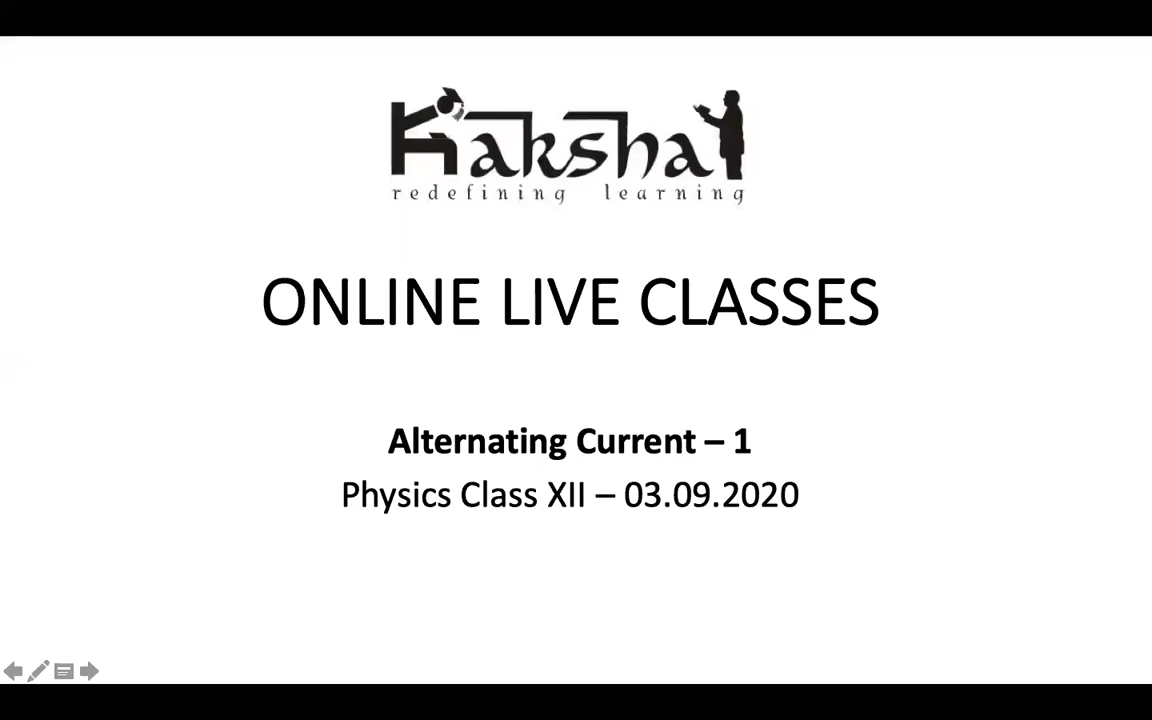 Kaksha
redefining learning
ONLINE LIVE CLASSES
Alternating Current – 1
Physics Class XII – 03.09.2020